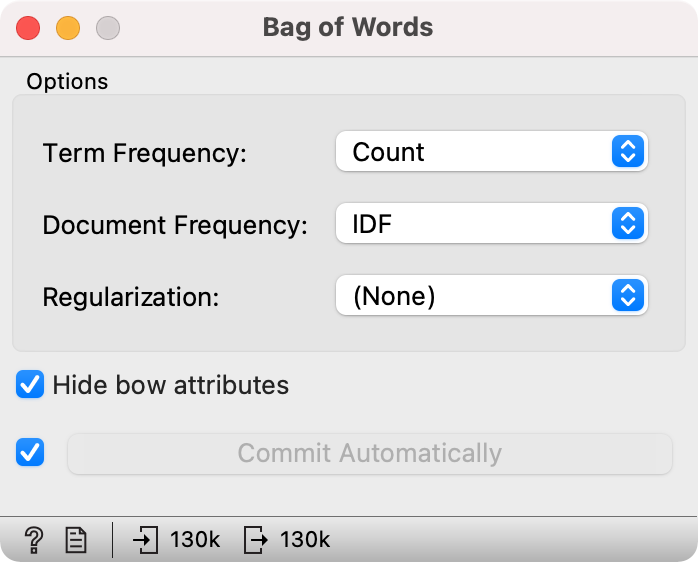 Bag of Words
Options
Term Frequency: Count
Document Frequency: IDF
Regularization: (None)
Hide bow attributes
Commit Automatically
? 130k 130k